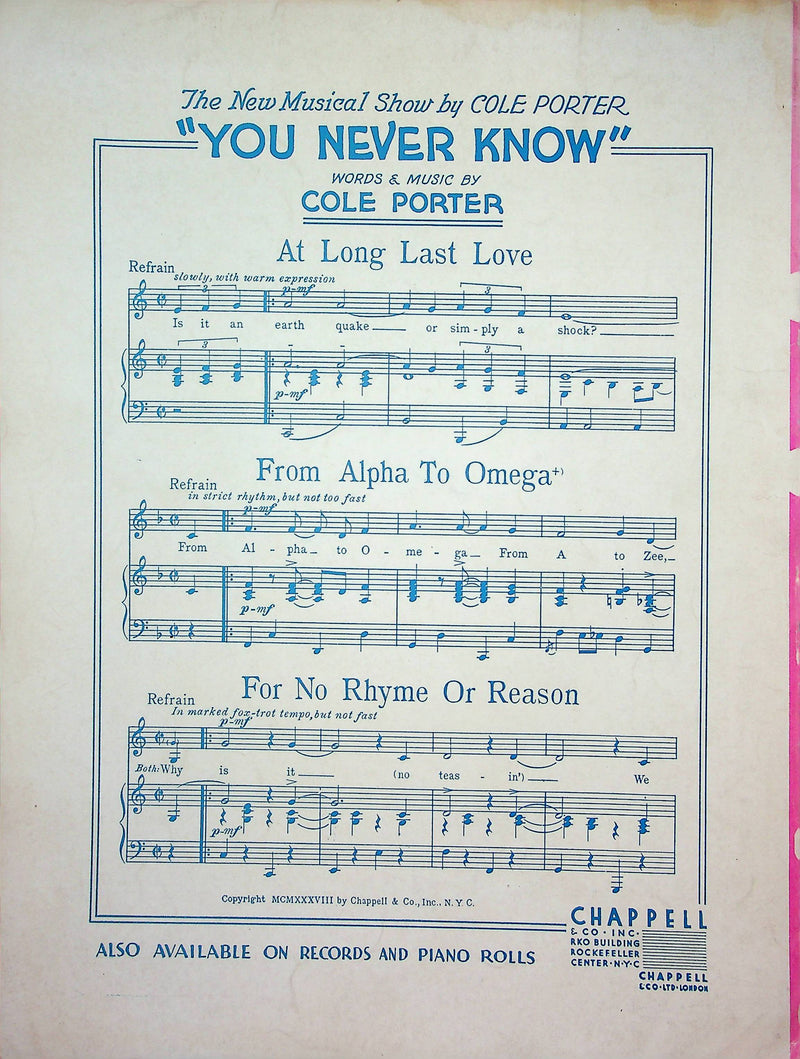 The New Musical Show by COLE PORTER
"YOU NEVER KNOW"
WORDS & MUSIC BY
COLE PORTER
At Long Last Love
Refrain
slowly, with warm expression
3 p-mf 3
Is it an earth quake or sim-ply a shock?
3 3
p-mf
From Alpha To Omega+)
Refrain
in strict rhythm, but not too fast
p-mf
From Al - pha to O - me - ga From A to Zee,
p-mf
For No Rhyme Or Reason
Refrain
In marked fox-trot tempo, but not fast
p-mf
Both: Why is it (no teas - in') We
p-mf
Copyright MCMXXXVIII by Chappell & Co., Inc., N.Y.C.
CHAPPELL
& CO · INC ·
RKO BUILDING
ROCKEFELLER
CENTER · N·Y·C
CHAPPELL
& CO · LTD · LONDON
ALSO AVAILABLE ON RECORDS AND PIANO ROLLS